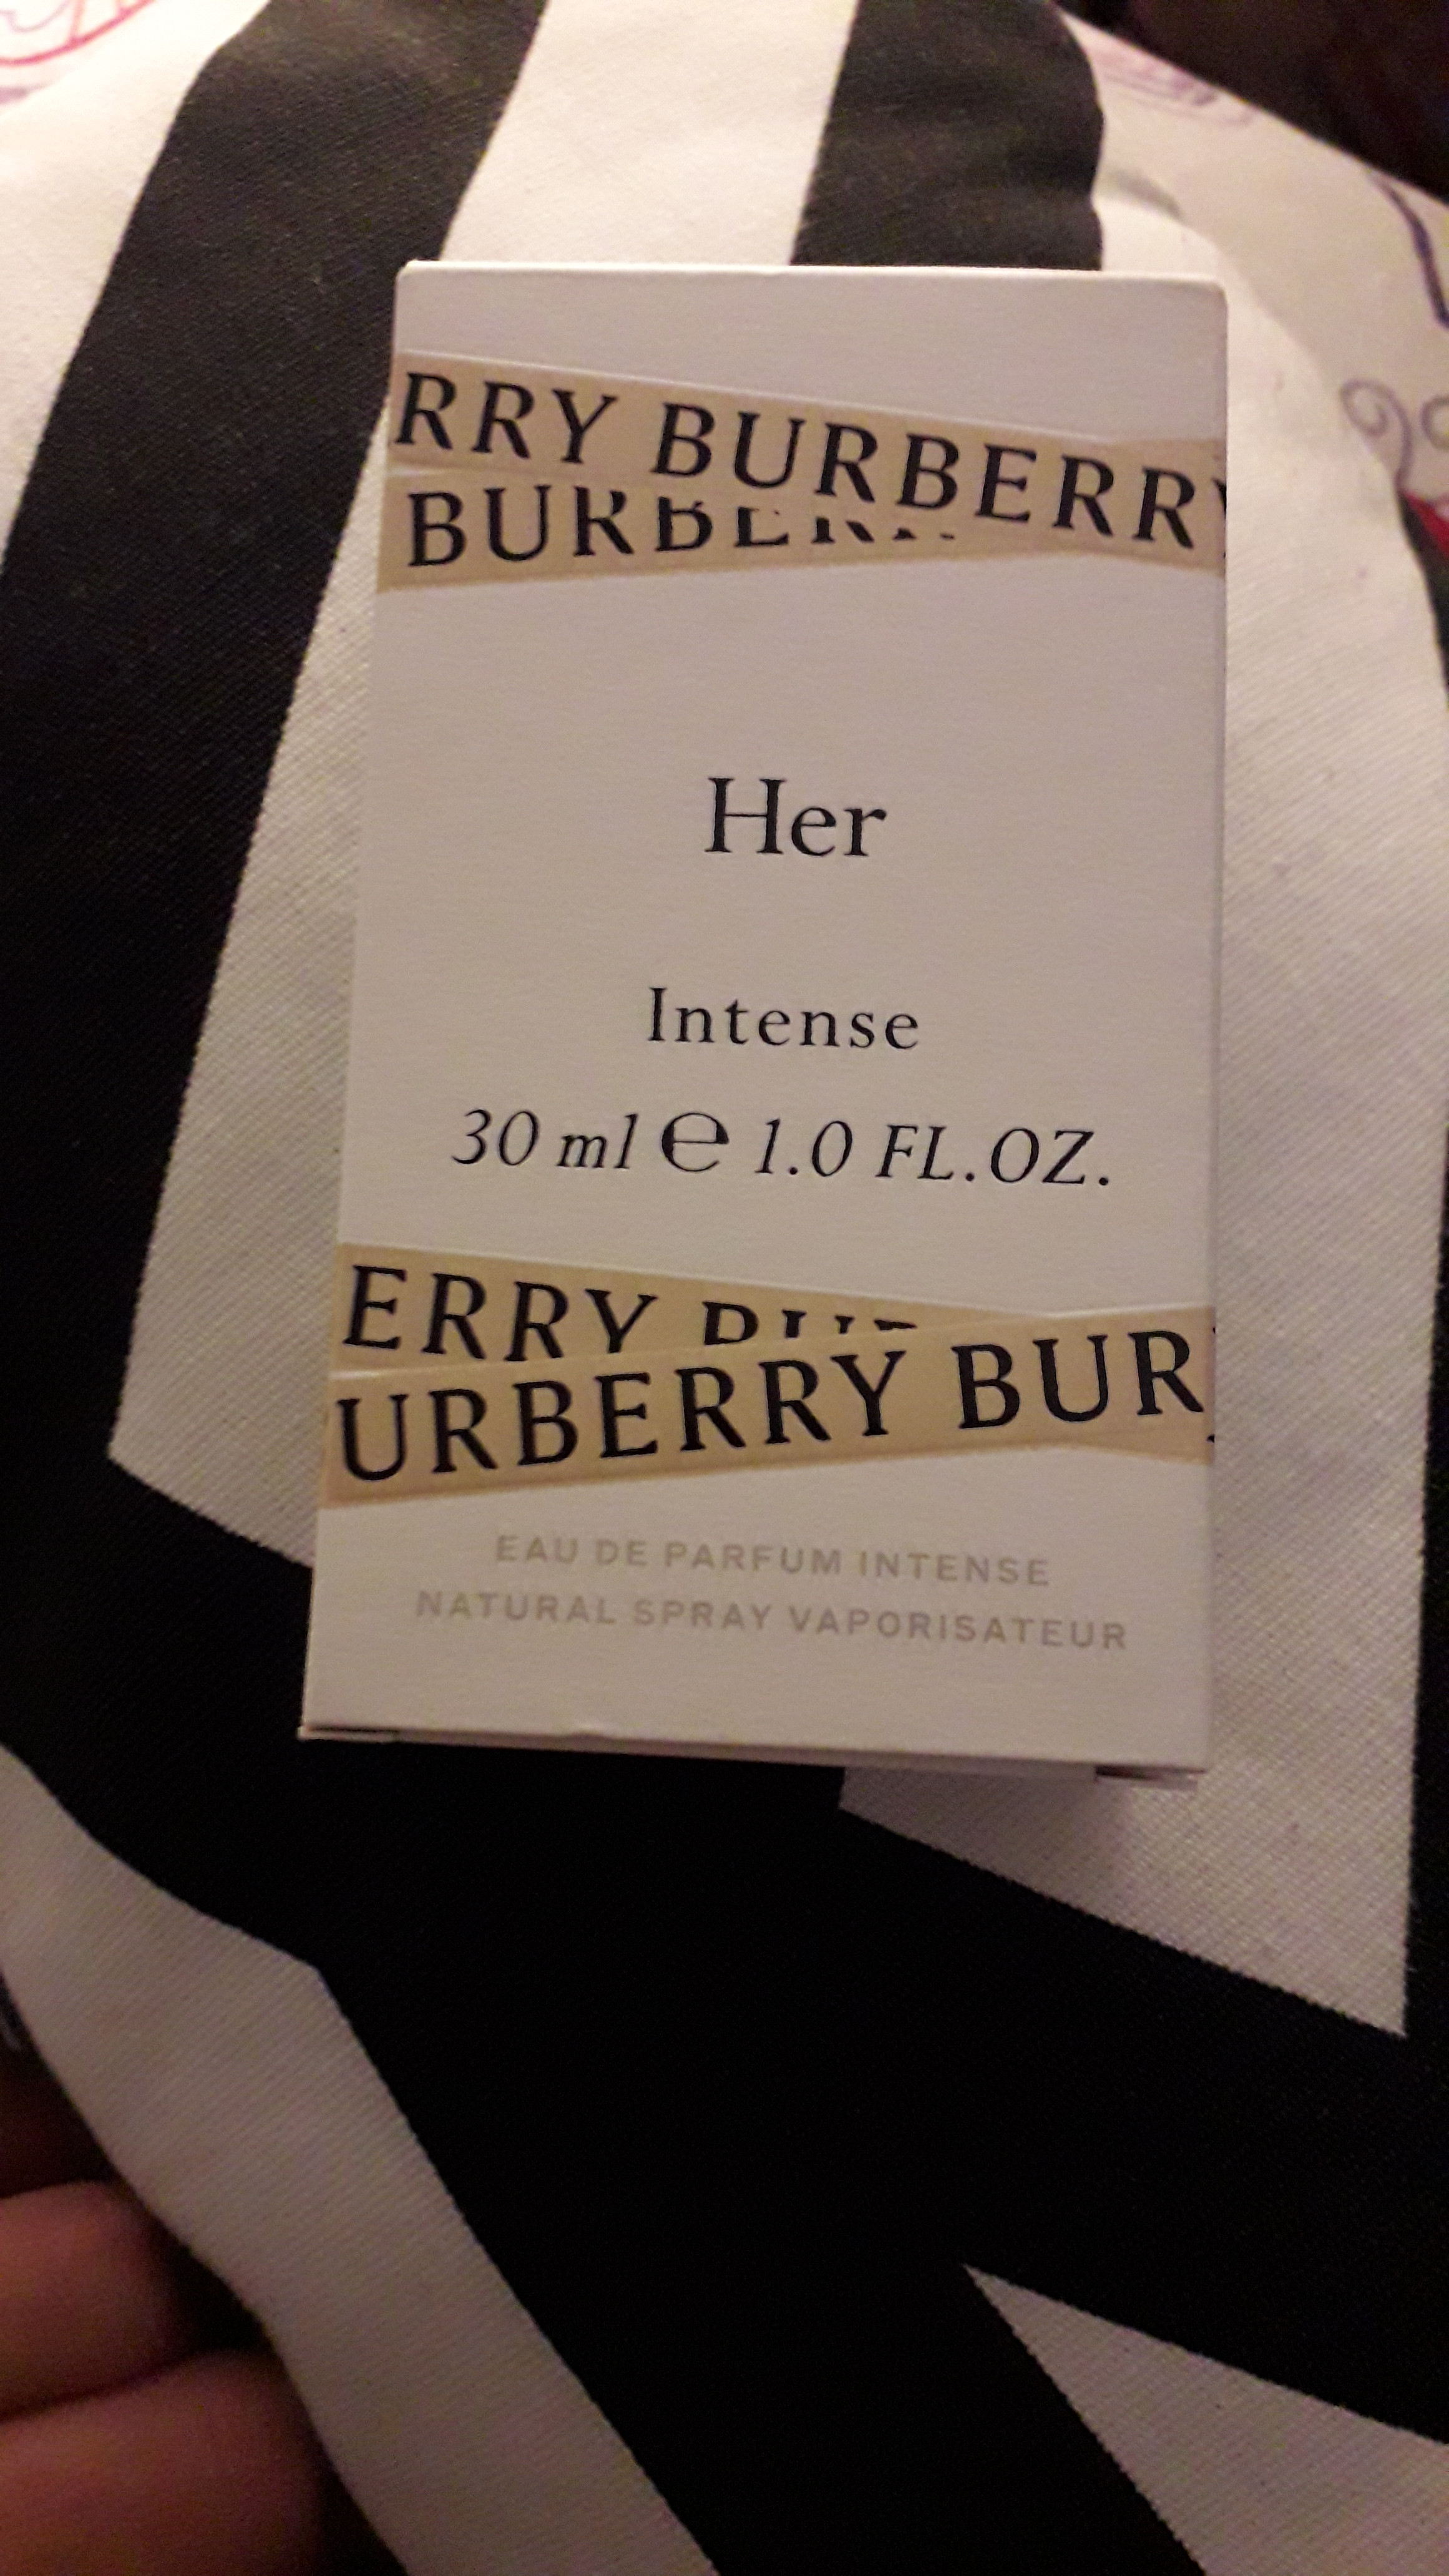 RRY BURBERRY
BURBERRY
Her
Intense
30 ml ℮ 1.0 FL.OZ.
ERRY BUR
URBERRY BUR
EAU DE PARFUM INTENSE
NATURAL SPRAY VAPORISATEUR